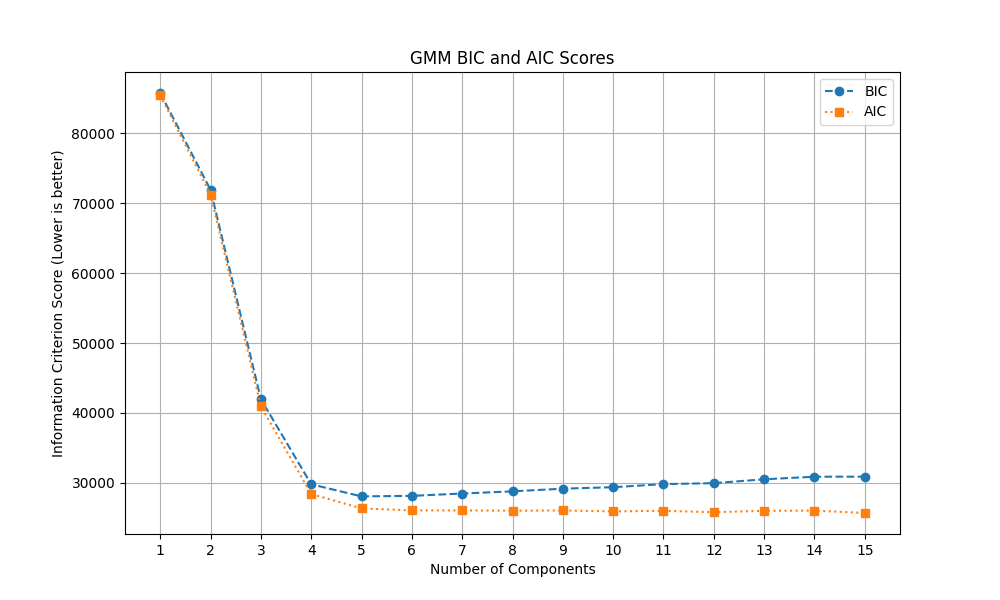 GMM BIC and AIC Scores
BIC
AIC
Information Criterion Score (Lower is better)
80000
70000
60000
50000
40000
30000
1 2 3 4 5 6 7 8 9 10 11 12 13 14 15
Number of Components